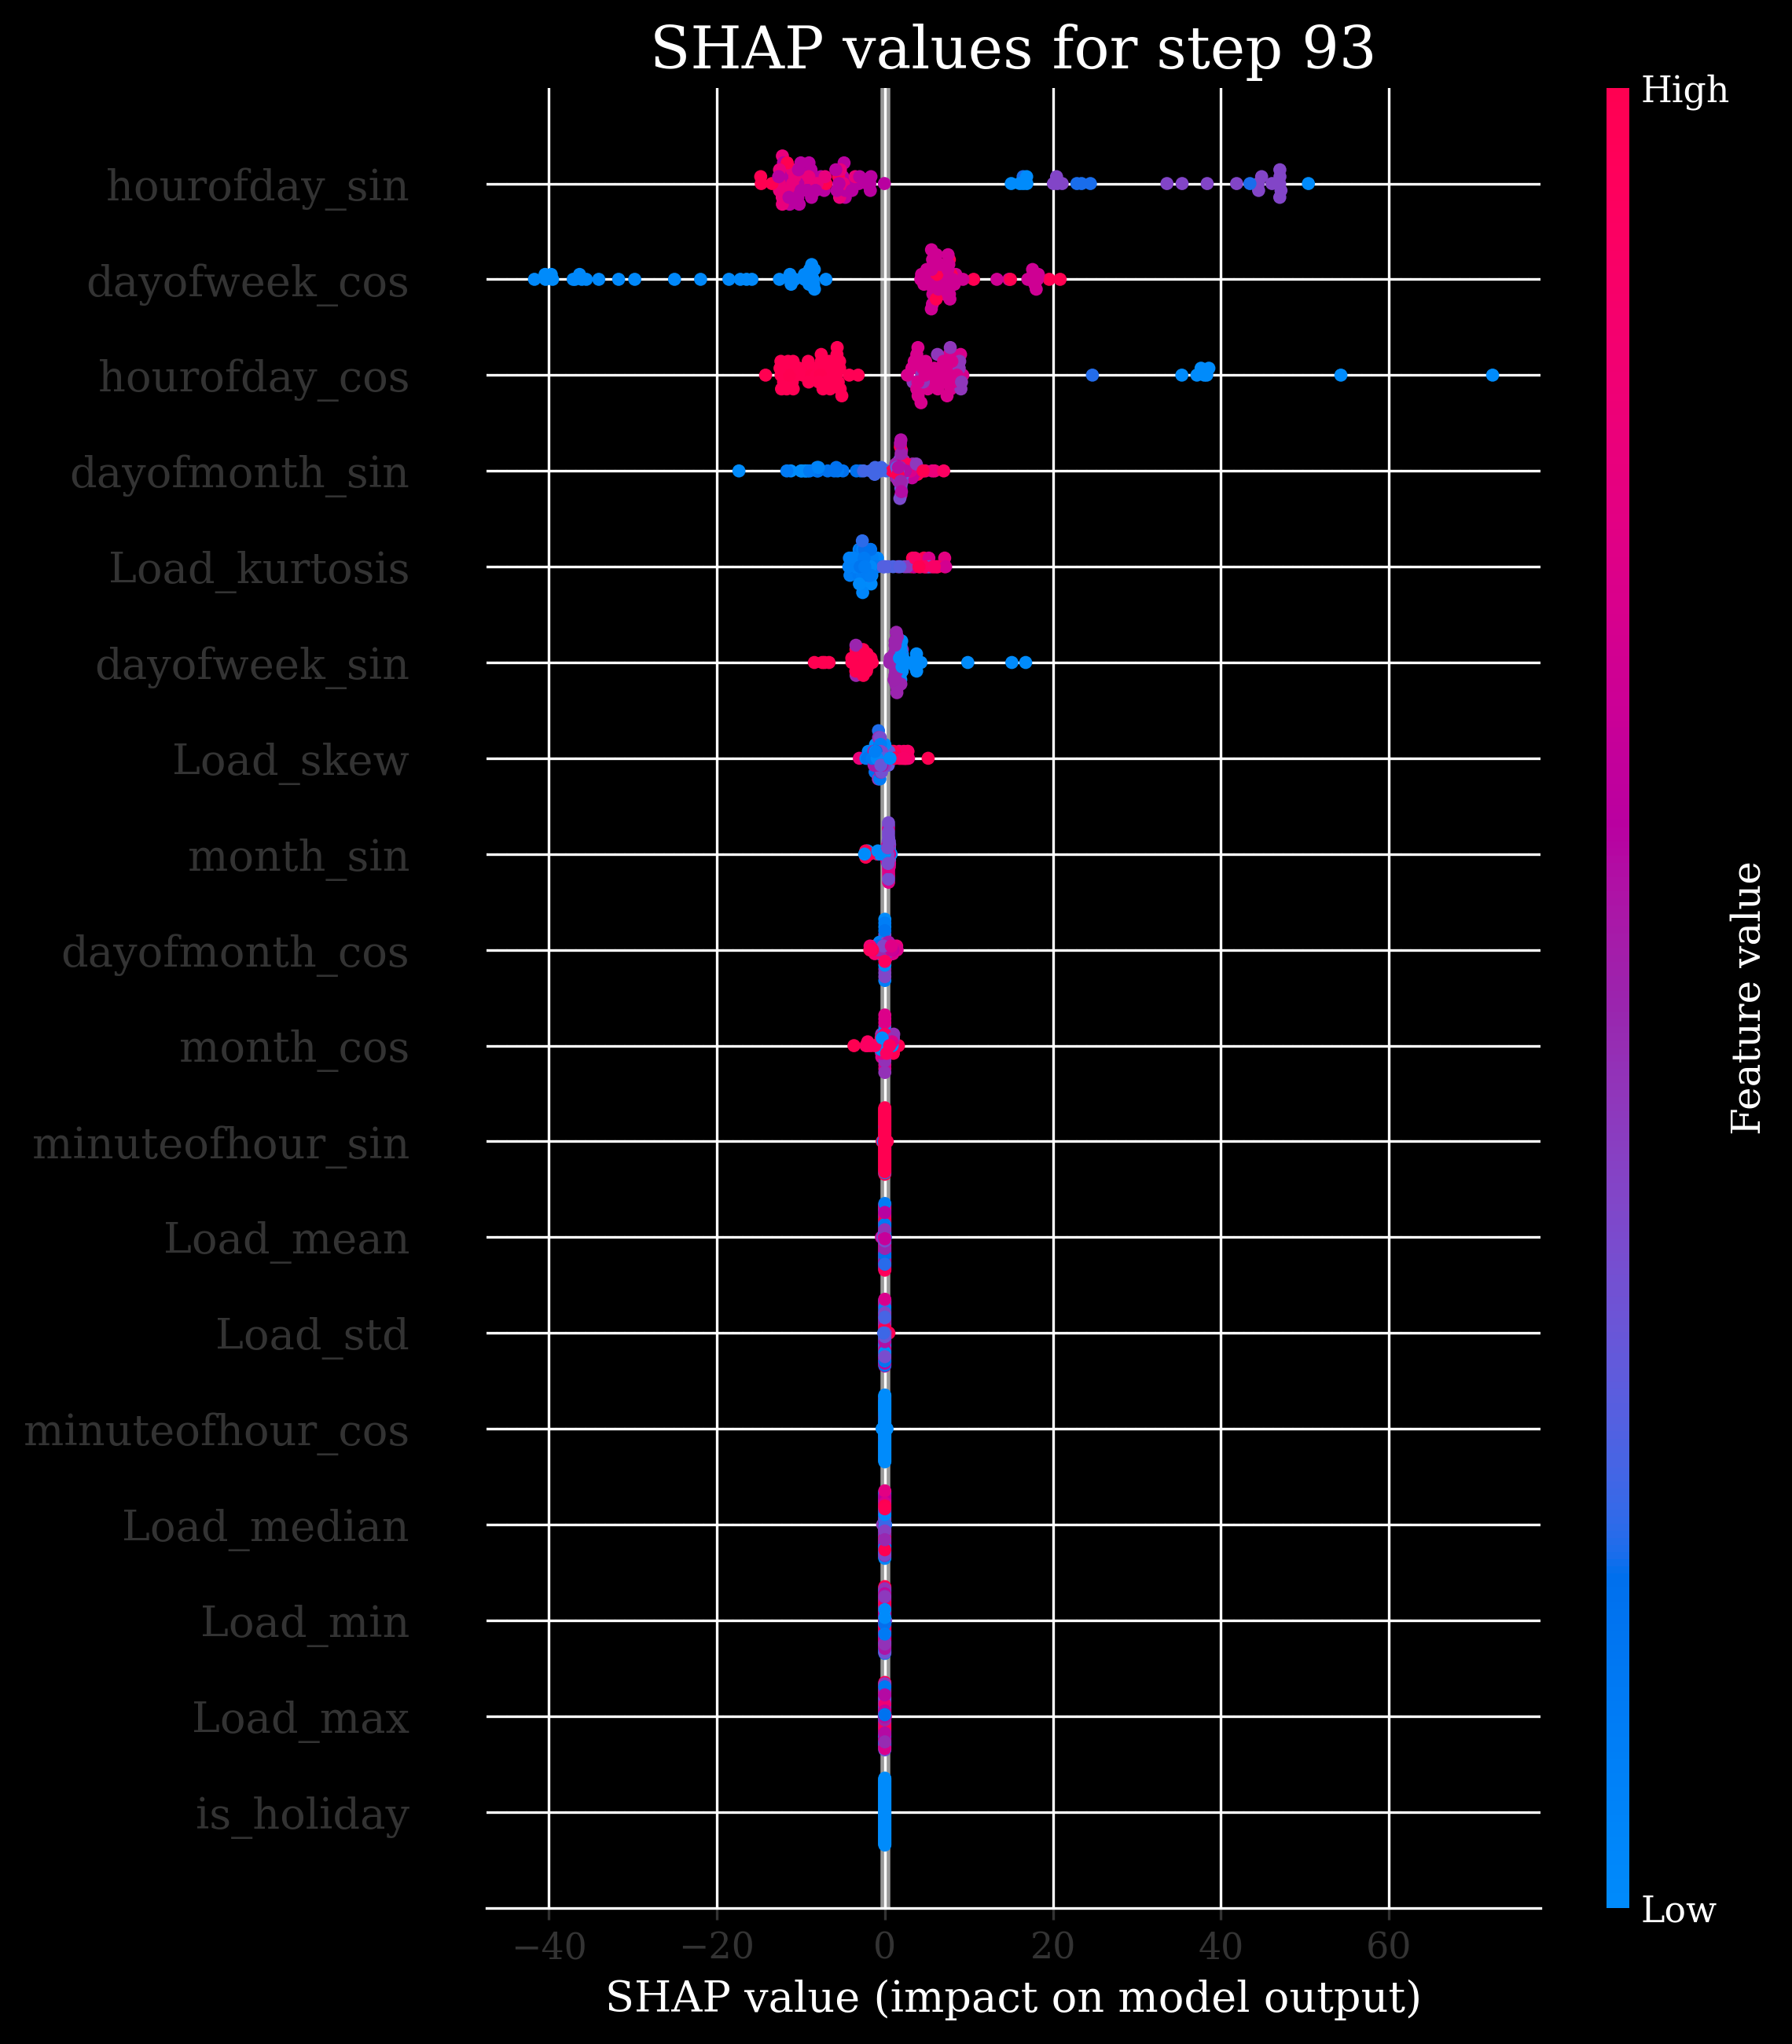 SHAP values for step 93
High
hourofday_sin
dayofweek_cos
hourofday_cos
dayofmonth_sin
Load_kurtosis
dayofweek_sin
Load_skew
month_sin
dayofmonth_cos
month_cos
minuteofhour_sin
Load_mean
Load_std
minuteofhour_cos
Load_median
Load_min
Load_max
is_holiday
Feature value
Low
−40 −20 0 20 40 60
SHAP value (impact on model output)